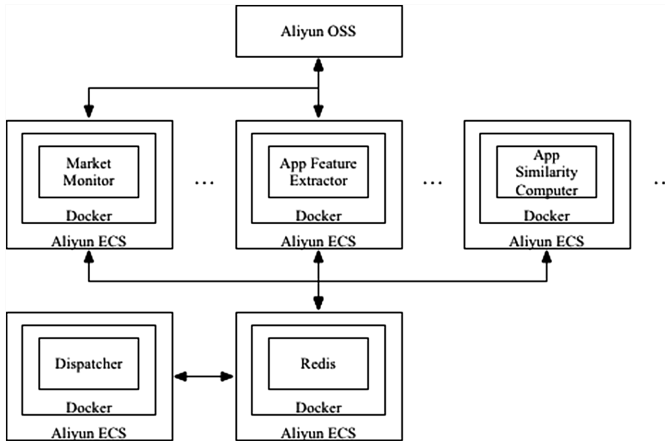 Aliyun OSS
Market
Monitor
Docker
Aliyun ECS
...
App Feature
Extractor
Docker
Aliyun ECS
...
App
Similarity
Computer
Docker
Aliyun ECS
...
Dispatcher
Docker
Aliyun ECS
Redis
Docker
Aliyun ECS